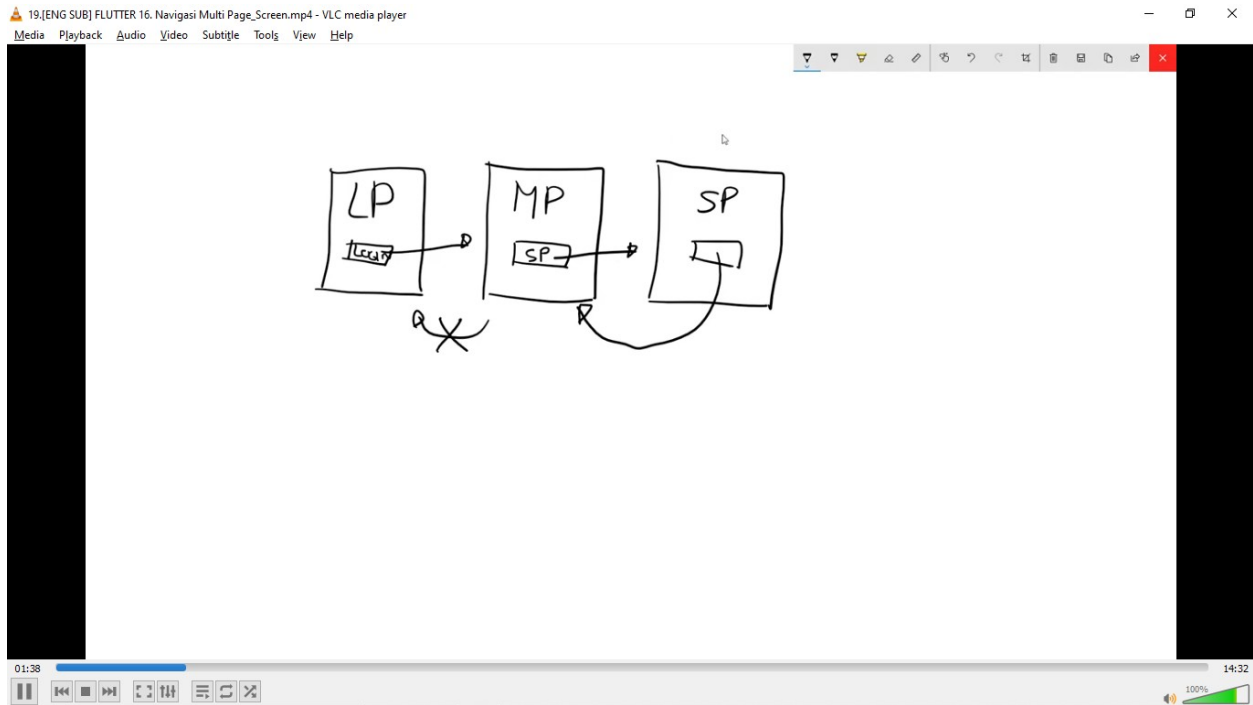 19.[ENG SUB] FLUTTER 16. Navigasi Multi Page_Screen.mp4 - VLC media player
Media Playback Audio Video Subtitle Tools View Help
LP MP SP
LOGIN SP
01:38 14:32
100%